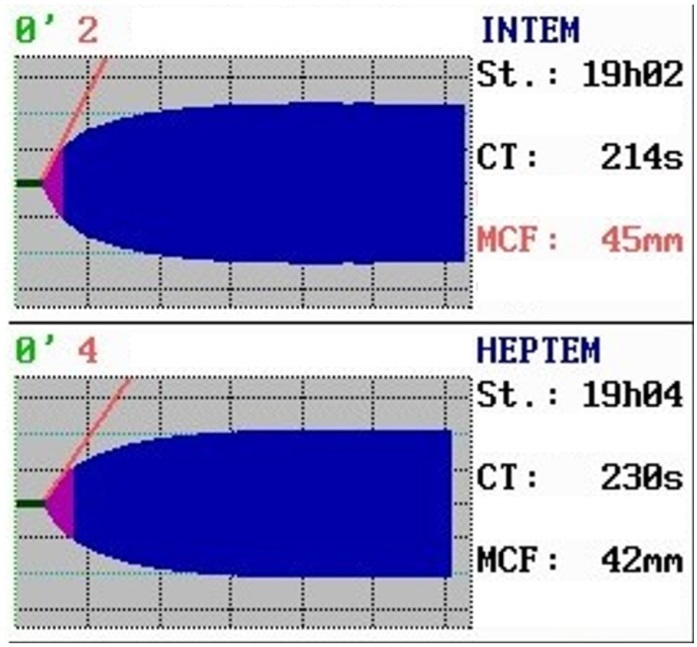 0' 2 INTEM
St.: 19h02
CT: 214s
MCF: 45mm
0' 4 HEPTEM
St.: 19h04
CT: 230s
MCF: 42mm